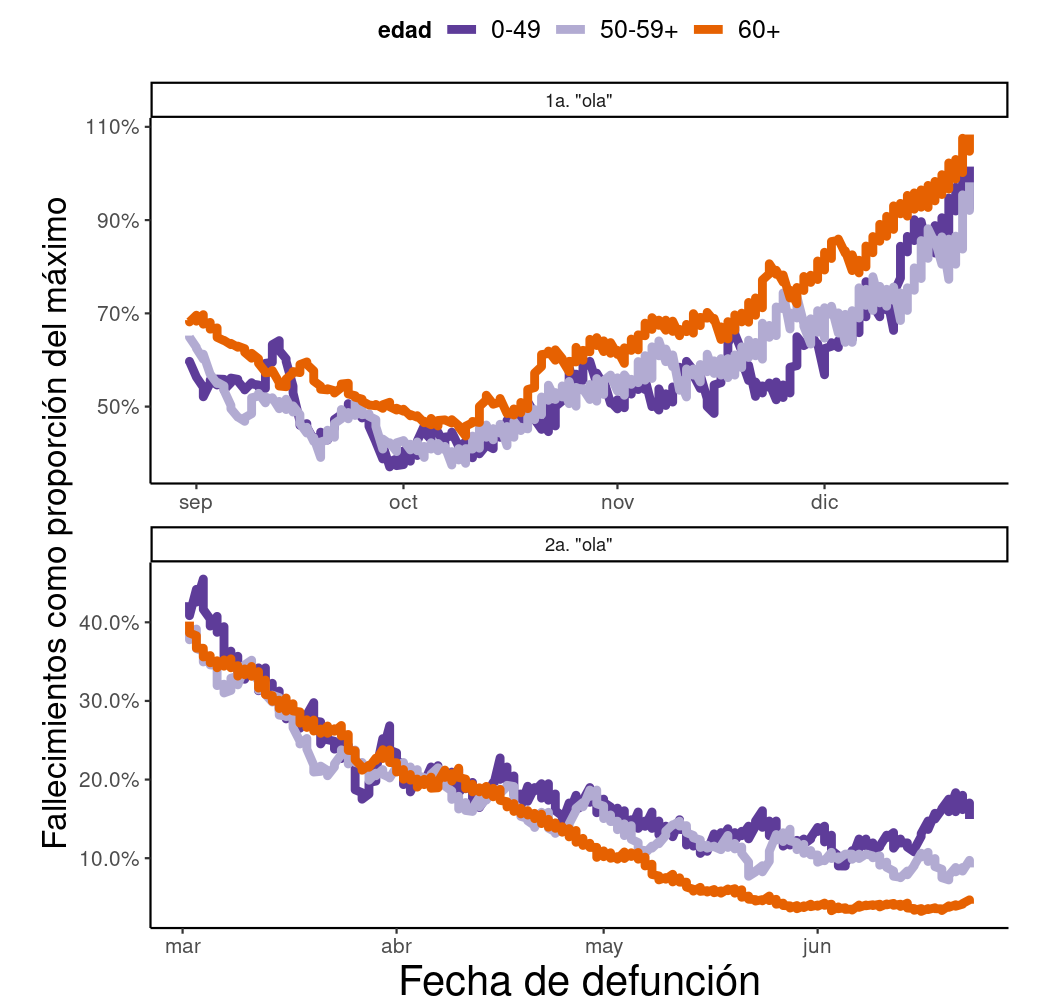 edad 0-49 50-59+ 60+
1a. "ola"
110%
90%
70%
50%
sep oct nov dic
2a. "ola"
40.0%
30.0%
20.0%
10.0%
mar abr may jun
Fecha de defunción
Fallecimientos como proporción del máximo